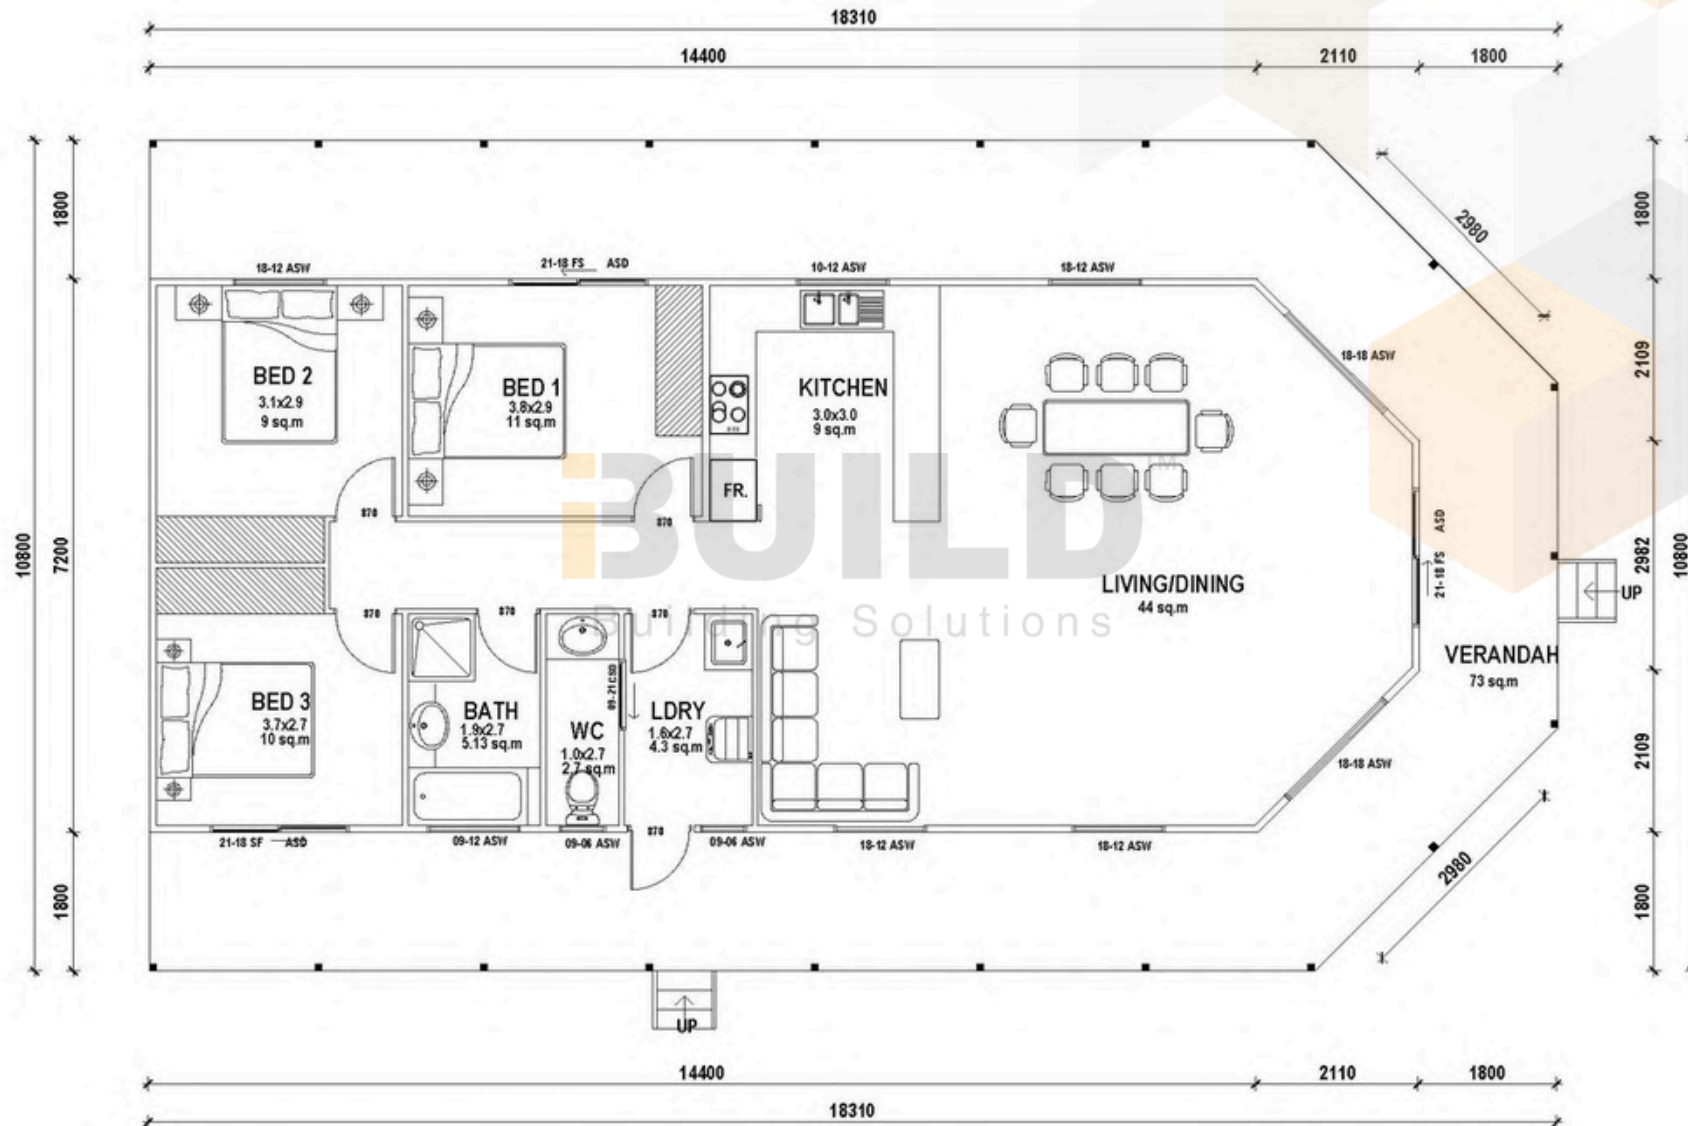 18310
14400 2110 1800
1800
2980
1800
18-12 ASW
21-18 FS ASD
10-12 ASW
18-12 ASW
18-18 ASW
2109
BED 2
3.1x2.9
9 sq.m
BED 1
3.8x2.9
11 sq.m
KITCHEN
3.0x3.0
9 sq.m
FR.
870
870
iBUILD™
Building Solutions
10800
7200
LIVING/DINING
44 sq.m
21-18 FS ASD
2982
10800
UP
870
870
870
VERANDAH
73 sq.m
BED 3
3.7x2.7
10 sq.m
BATH
1.9x2.7
5.13 sq.m
WC
1.0x2.7
2.7 sq.m
09-21 CSD
LDRY
1.6x2.7
4.3 sq.m
18-18 ASW
2109
21-18 SF ASD
09-12 ASW
09-06 ASW
870
09-06 ASW
18-12 ASW
18-12 ASW
1800
2980
1800
UP
14400 2110 1800
18310